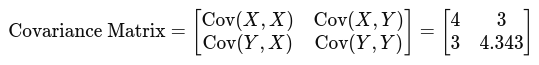 Covariance Matrix = [Cov(X, X) Cov(X, Y)] = [4 3]
[Cov(Y, X) Cov(Y, Y)] [3 4.343]